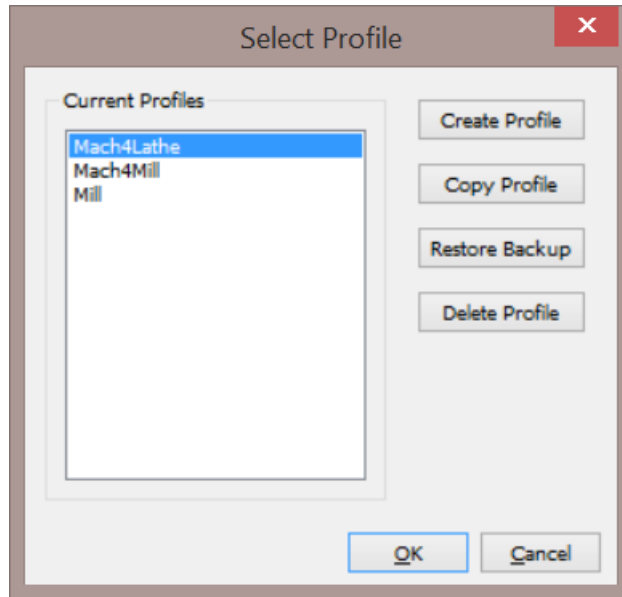 Select Profile
Current Profiles
Mach4Lathe
Mach4Mill
Mill
Create Profile
Copy Profile
Restore Backup
Delete Profile
OK
Cancel